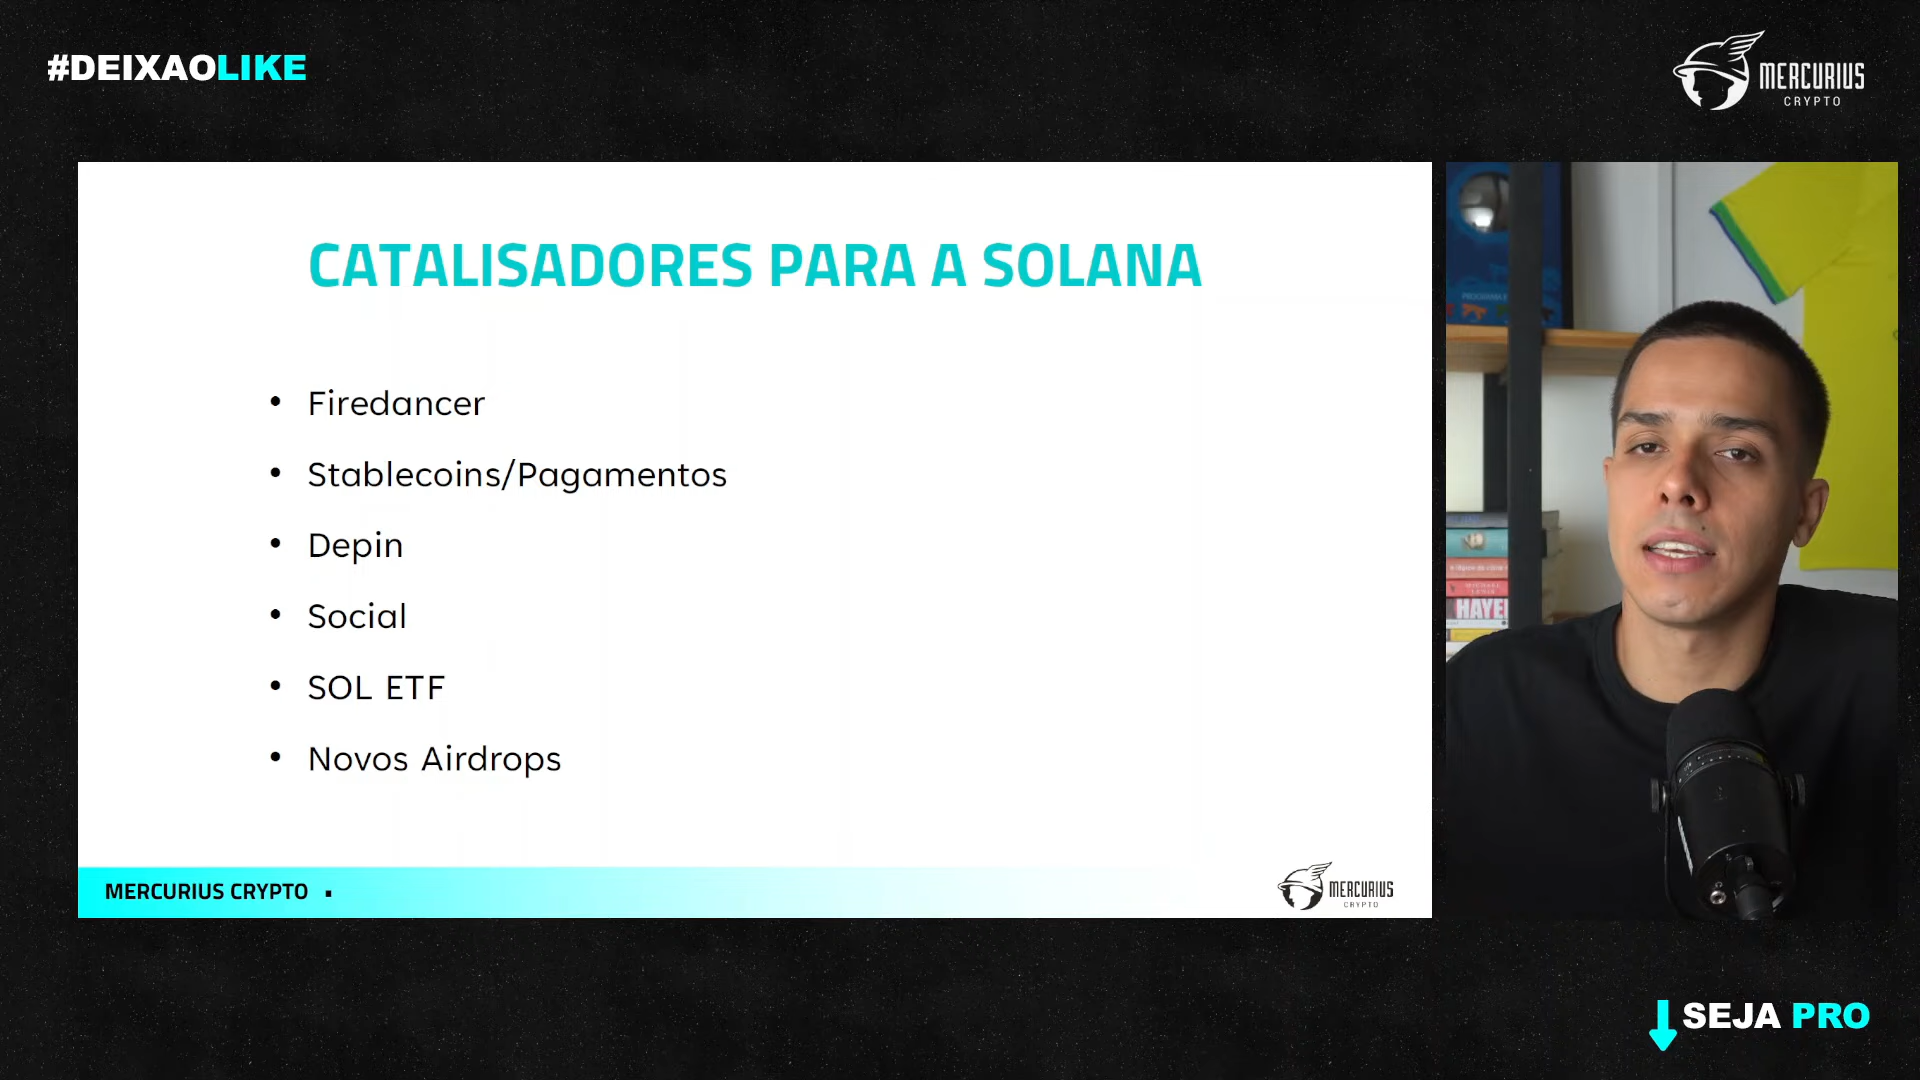 #DEIXAOLIKE
MERCURIUS
CRYPTO
CATALISADORES PARA A SOLANA
• Firedancer
• Stablecoins/Pagamentos
• Depin
• Social
• SOL ETF
• Novos Airdrops
MERCURIUS CRYPTO
MERCURIUS
CRYPTO
HAYE
SEJA PRO